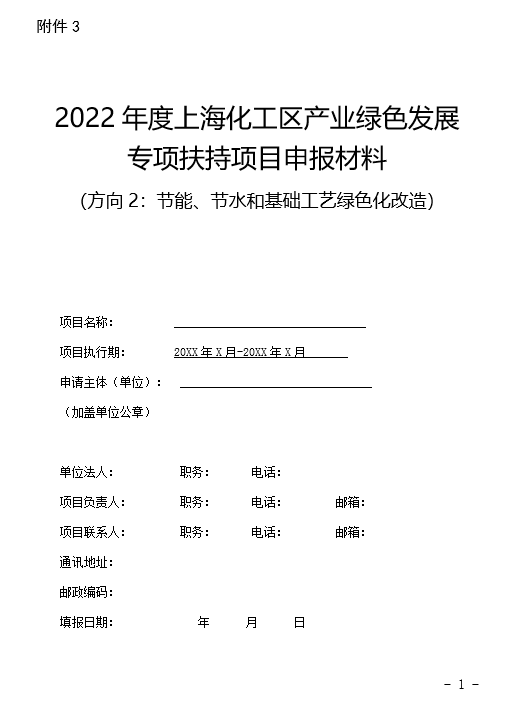 附件 3
2022 年度上海化工区产业绿色发展
专项扶持项目申报材料
（方向 2：节能、节水和基础工艺绿色化改造）
项目名称：
项目执行期： 20XX 年 X 月-20XX 年 X 月
申请主体（单位）：
（加盖单位公章）
单位法人： 职务： 电话：
项目负责人： 职务： 电话： 邮箱：
项目联系人： 职务： 电话： 邮箱：
通讯地址：
邮政编码：
填报日期： 年 月 日
- 1 -